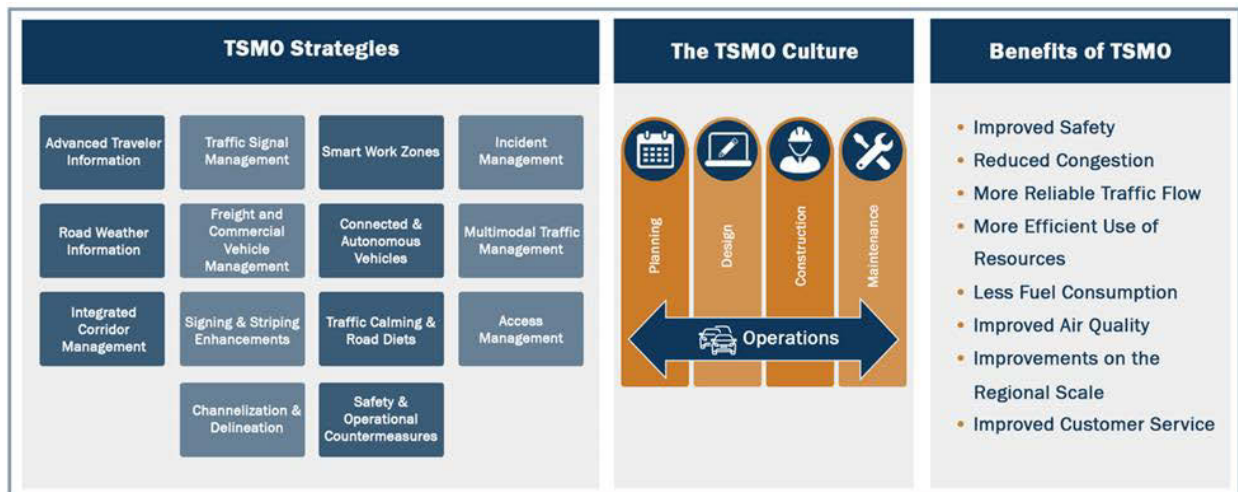 TSMO Strategies
Advanced Traveler
Information
Traffic Signal
Management
Smart Work Zones
Incident
Management
Road Weather
Information
Freight and
Commercial
Vehicle
Management
Connected &
Autonomous
Vehicles
Multimodal Traffic
Management
Integrated
Corridor
Management
Signing & Striping
Enhancements
Traffic Calming &
Road Diets
Access
Management
Channelization &
Delineation
Safety &
Operational
Countermeasures
The TSMO Culture
Planning
Design
Construction
Maintenance
Operations
Benefits of TSMO
• Improved Safety
• Reduced Congestion
• More Reliable Traffic Flow
• More Efficient Use of
Resources
• Less Fuel Consumption
• Improved Air Quality
• Improvements on the
Regional Scale
• Improved Customer Service